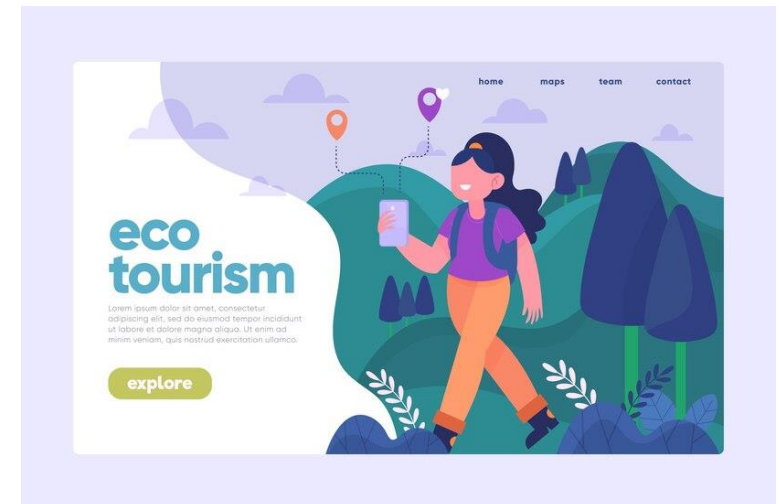 home maps team contact
eco
tourism
Lorem ipsum dolor sit amet, consectetur
adipiscing elit, sed do eiusmod tempor incididunt
ut labore et dolore magna aliqua. Ut enim ad
minim veniam, quis nostrud exercitation ullamco.
explore